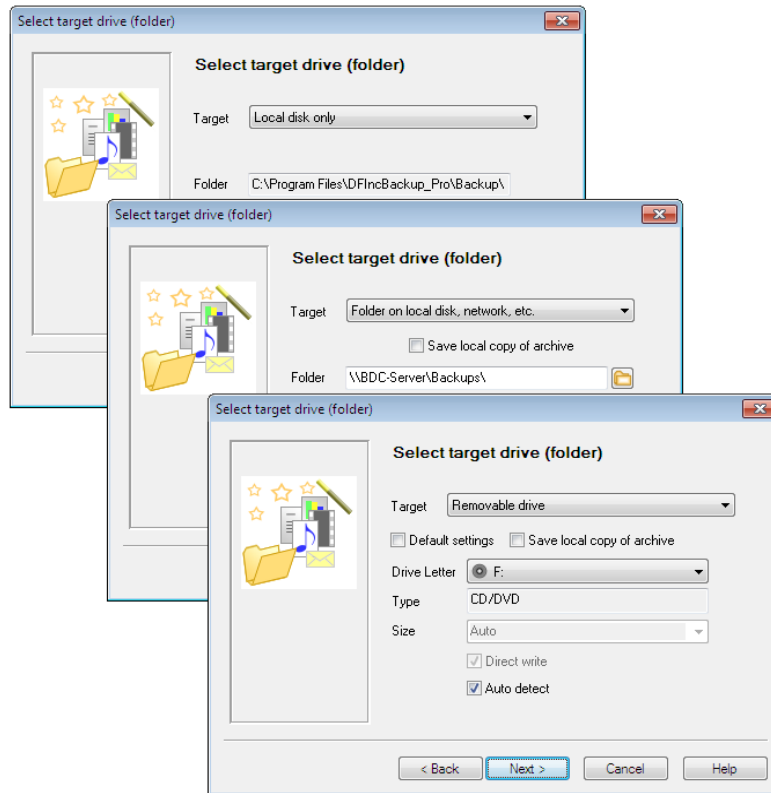 Select target drive (folder)
Select target drive (folder)
Target Local disk only
Folder C:\Program Files\DFIncBackup_Pro\Backup\
Select target drive (folder)
Select target drive (folder)
Target Folder on local disk, network, etc.
Save local copy of archive
Folder \\BDC-Server\Backups\
Select target drive (folder)
Select target drive (folder)
Target Removable drive
Default settings Save local copy of archive
Drive Letter F:
Type CD/DVD
Size Auto
Direct write
Auto detect
< Back Next > Cancel Help